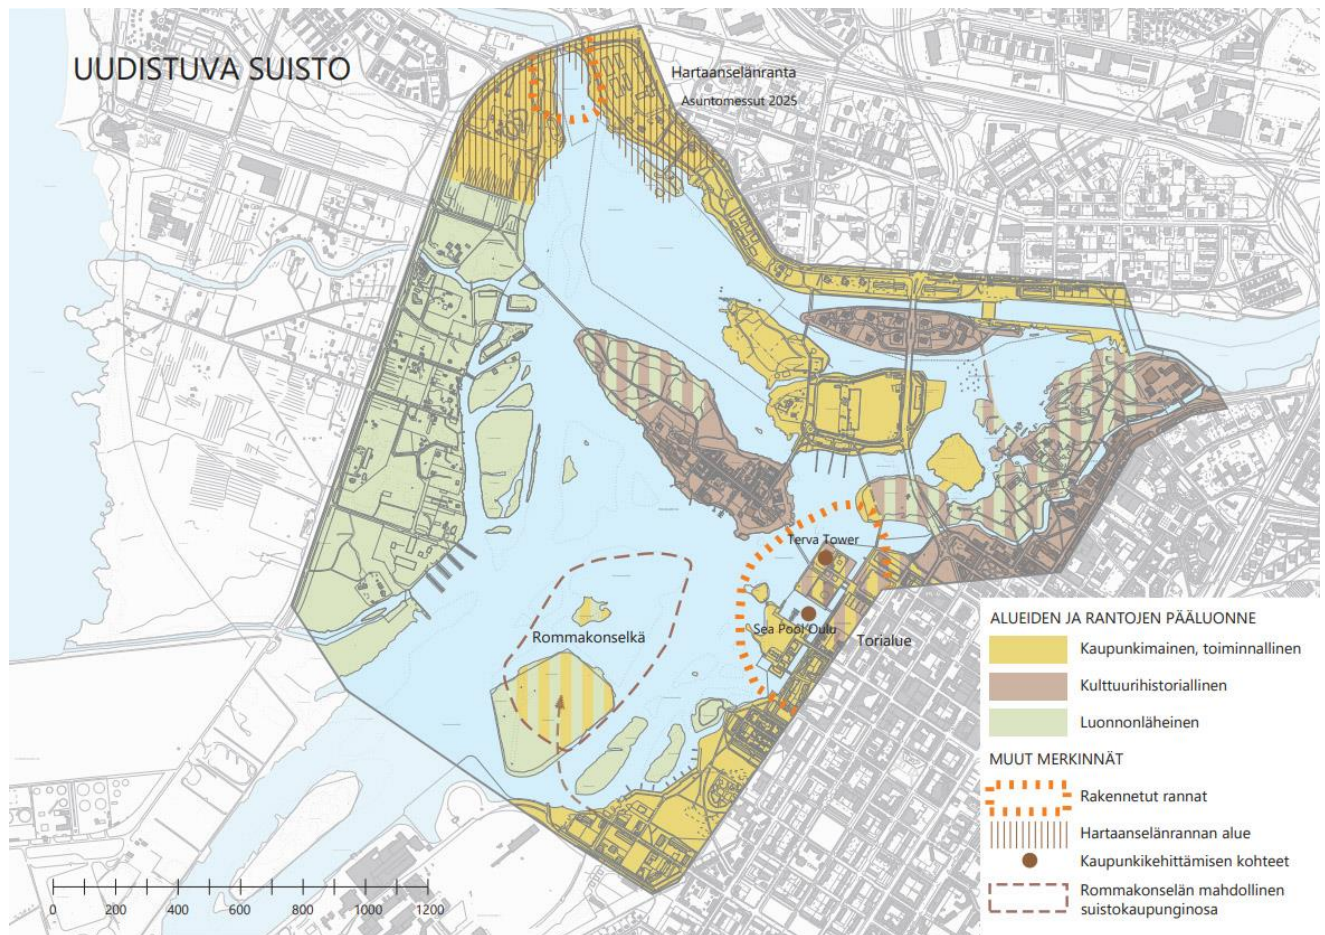 UUDISTUVA SUISTO
Hartaanselänranta
Asuntomessut 2025
Terva Tower
Sea Pool Oulu
Torialue
Rommakonselkä
ALUEIDEN JA RANTOJEN PÄÄLUONNE
Kaupunkimainen, toiminnallinen
Kulttuurihistoriallinen
Luonnonläheinen
MUUT MERKINNÄT
Rakennetut rannat
Hartaanselänrannan alue
Kaupunkikehittämisen kohteet
Rommakonselän mahdollinen
suistokaupunginosa
0 200 400 600 800 1000 1200